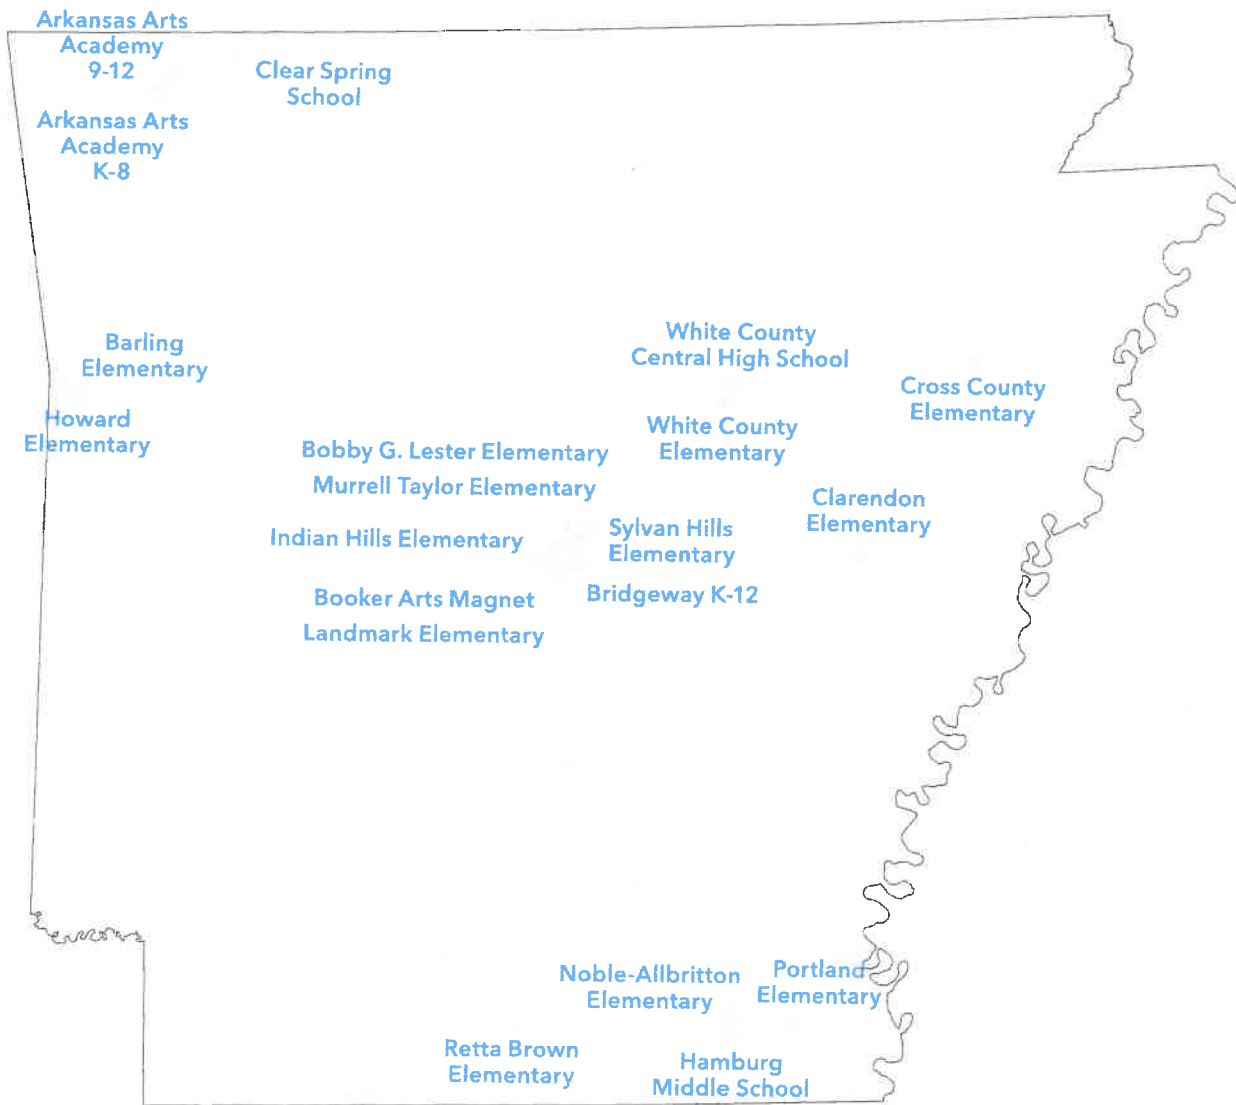 Arkansas Arts
Academy
9-12
Clear Spring
School
Arkansas Arts
Academy
K-8
Barling
Elementary
White County
Central High School
Cross County
Elementary
Howard
Elementary
White County
Elementary
Bobby G. Lester Elementary
Murrell Taylor Elementary
Clarendon
Elementary
Indian Hills Elementary
Sylvan Hills
Elementary
Booker Arts Magnet
Bridgeway K-12
Landmark Elementary
Noble-Allbritton
Elementary
Portland
Elementary
Retta Brown
Elementary
Hamburg
Middle School